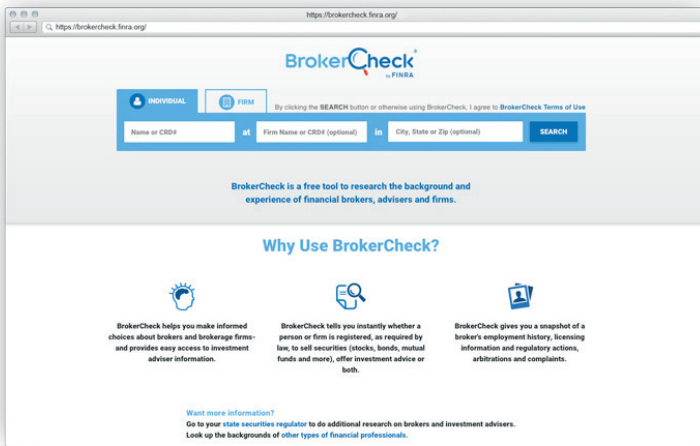 https://brokercheck.finra.org/
https://brokercheck.finra.org/
BrokerCheck®
by FINRA
INDIVIDUAL
FIRM
By clicking the SEARCH button or otherwise using BrokerCheck, I agree to BrokerCheck Terms of Use
Name or CRD# at Firm Name or CRD# (optional) in City, State or Zip (optional) SEARCH
BrokerCheck is a free tool to research the background and
experience of financial brokers, advisers and firms.
Why Use BrokerCheck?
BrokerCheck helps you make informed
choices about brokers and brokerage firms-
and provides easy access to investment
adviser information.
BrokerCheck tells you instantly whether a
person or firm is registered, as required by
law, to sell securities (stocks, bonds, mutual
funds and more), offer investment advice or
both.
BrokerCheck gives you a snapshot of a
broker's employment history, licensing
information and regulatory actions,
arbitrations and complaints.
Want more information?
Go to your state securities regulator to do additional research on brokers and investment advisers.
Look up the backgrounds of other types of financial professionals.